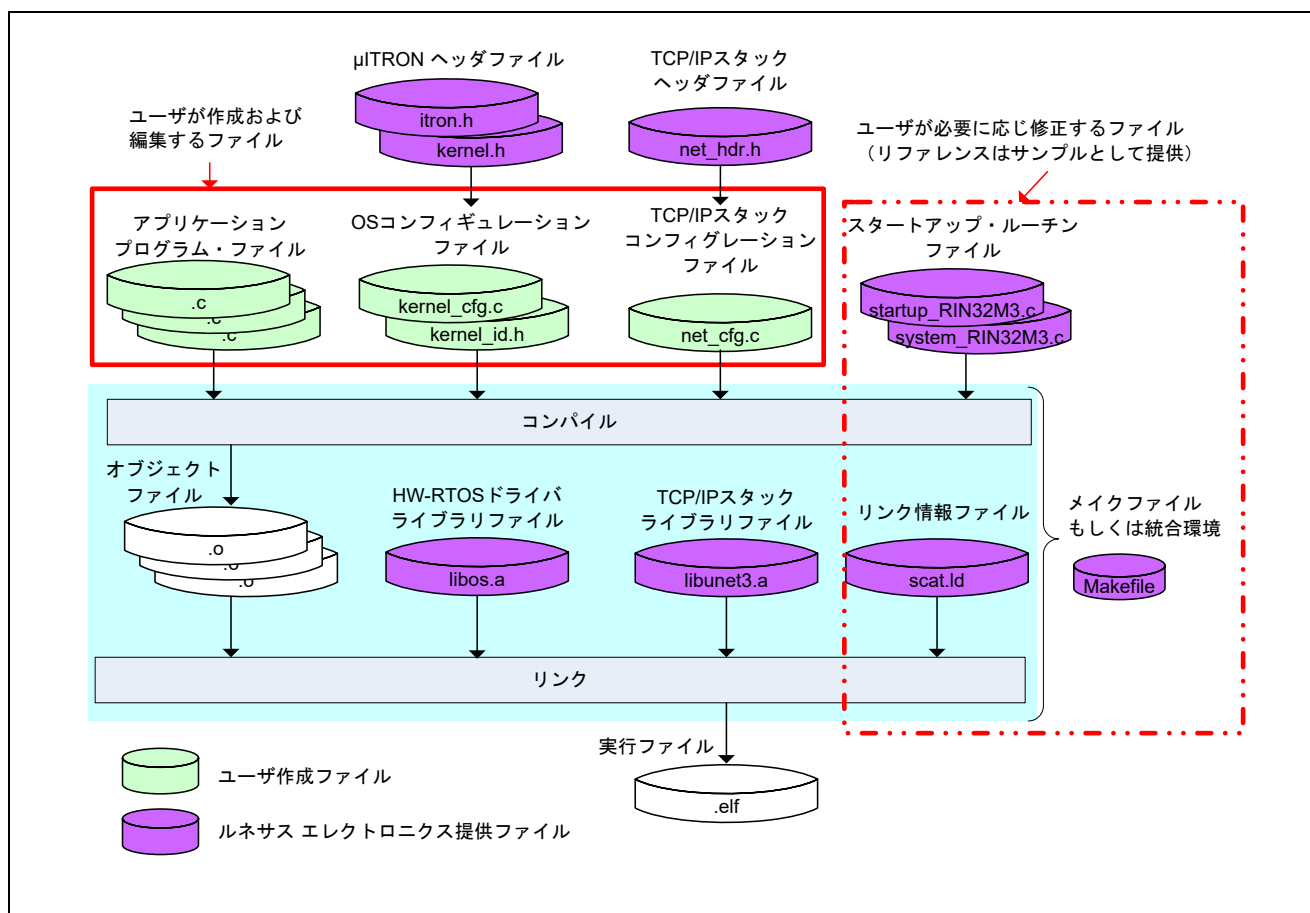 μITRON ヘッダファイル
itron.h
kernel.h
TCP/IPスタック
ヘッダファイル
net_hdr.h
ユーザが作成および
編集するファイル
ユーザが必要に応じ修正するファイル
（リファレンスはサンプルとして提供）
アプリケーション
プログラム・ファイル
.c
.c
.c
OSコンフィギュレーション
ファイル
kernel_cfg.c
kernel_id.h
TCP/IPスタック
コンフィグレーション
ファイル
net_cfg.c
スタートアップ・ルーチン
ファイル
startup_RIN32M3.c
system_RIN32M3.c
コンパイル
オブジェクト
ファイル
.o
.o
.o
HW-RTOSドライバ
ライブラリファイル
libos.a
TCP/IPスタック
ライブラリファイル
libunet3.a
リンク情報ファイル
scat.ld
メイクファイル
もしくは統合環境
Makefile
リンク
実行ファイル
.elf
ユーザ作成ファイル
ルネサス エレクトロニクス提供ファイル